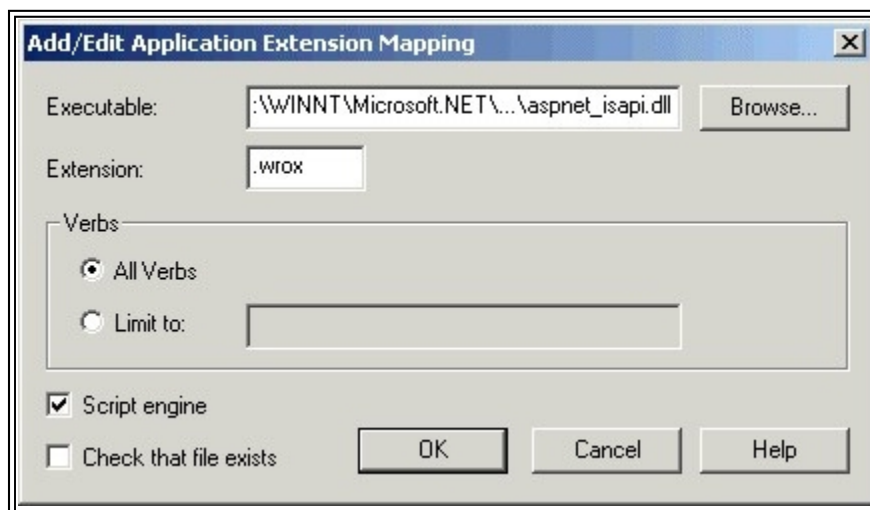 Add/Edit Application Extension Mapping
Executable: :\WINNT\Microsoft.NET\...\aspnet_isapi.dll Browse...
Extension: .wrox
Verbs
All Verbs
Limit to:
Script engine
Check that file exists OK Cancel Help